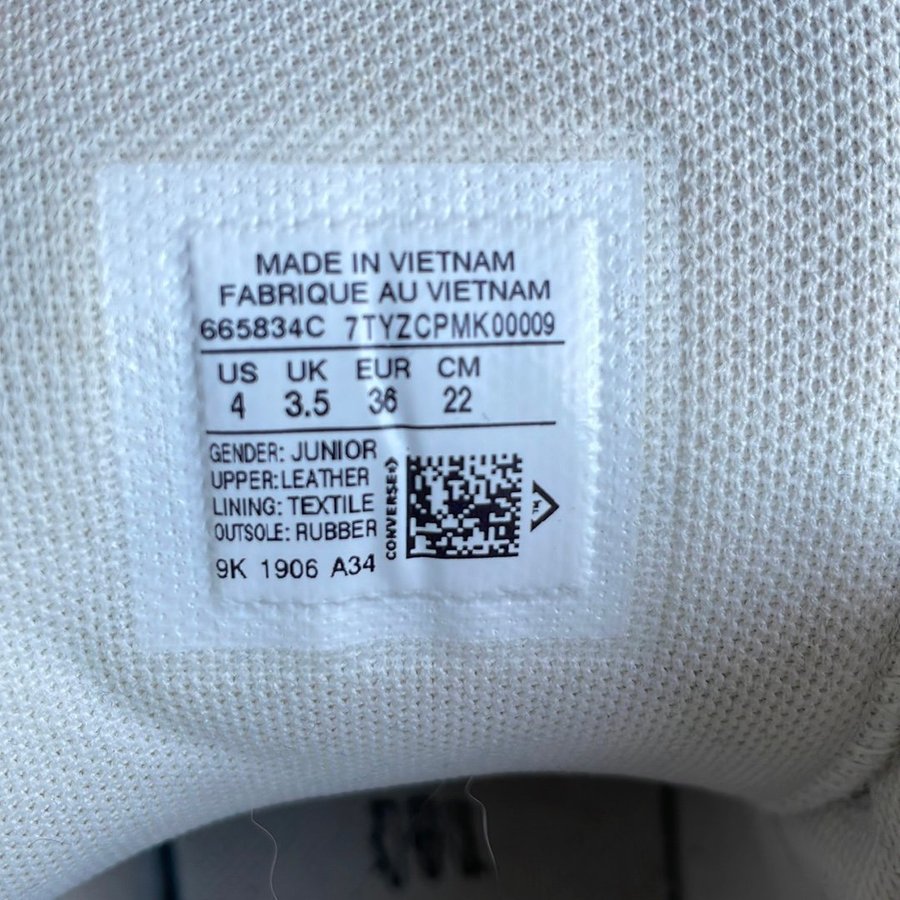 MADE IN VIETNAM
FABRIQUE AU VIETNAM
665834C 7TYZCPMK00009
US UK EUR CM
4 3.5 36 22
GENDER: JUNIOR
UPPER: LEATHER
LINING: TEXTILE
OUTSOLE: RUBBER
9K 1906 A34
CONVERSE
TM